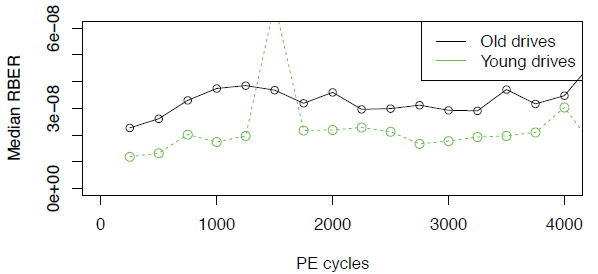 Median RBER
6e-08
3e-08
0e+00
Old drives
Young drives
0
1000
2000
3000
4000
PE cycles